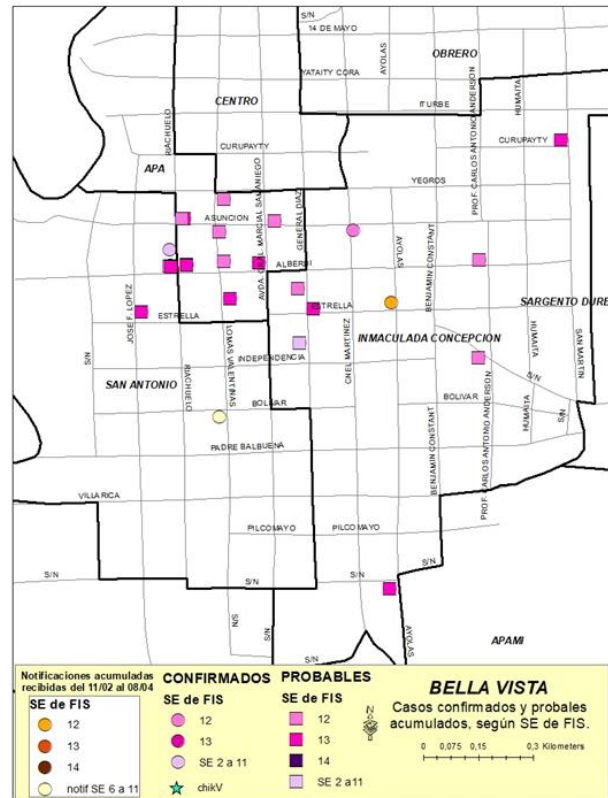 S/N
14 DE MAYO
OBRERO
AYOLAS
YATAITY CORA
CENTRO
ITURBE
HUMAITA
PROF. CARLOS ANTONIO ANDERSON
RIACHUELO
CURUPAYTY
CURUPAYTY
APA
YEGROS
AVDA. CNEL. MARCIAL SAMANIEGO
GENERAL DIAZ
ASUNCION
AYOLAS
BENJAMIN CONSTANT
ALBERDI
JOSE F. LOPEZ
ESTRELLA
ESTRELLA
SARGENTO DURE
CNEL MARTINEZ
INMACULADA CONCEPCION
HUMAITA
SAN MARTIN
S/N
LOMAS VALENTINAS
INDEPENDENCIA
S/N
SAN ANTONIO
RIACHUELO
BOLIVAR
BOLIVAR
HUMAITA
S/N
BENJAMIN CONSTANT
PROF. CARLOS ANTONIO ANDERSON
PADRE BALBUENA
VILLARICA
PILCOMAYO
PILCOMAYO
S/N
S/N
S/N
S/N
S/N
S/N
S/N
AYOLAS
APAMI
Notificaciones acumuladas
recibidas del 11/02 al 08/04
SE de FIS
12
13
14
notif SE 6 a 11
CONFIRMADOS
SE de FIS
12
13
SE 2 a 11
chikV
PROBABLES
SE de FIS
12
13
14
SE 2 a 11
BELLA VISTA
Casos confirmados y probales
acumulados, según SE de FIS.
0 0,075 0,15 0,3 Kilometers